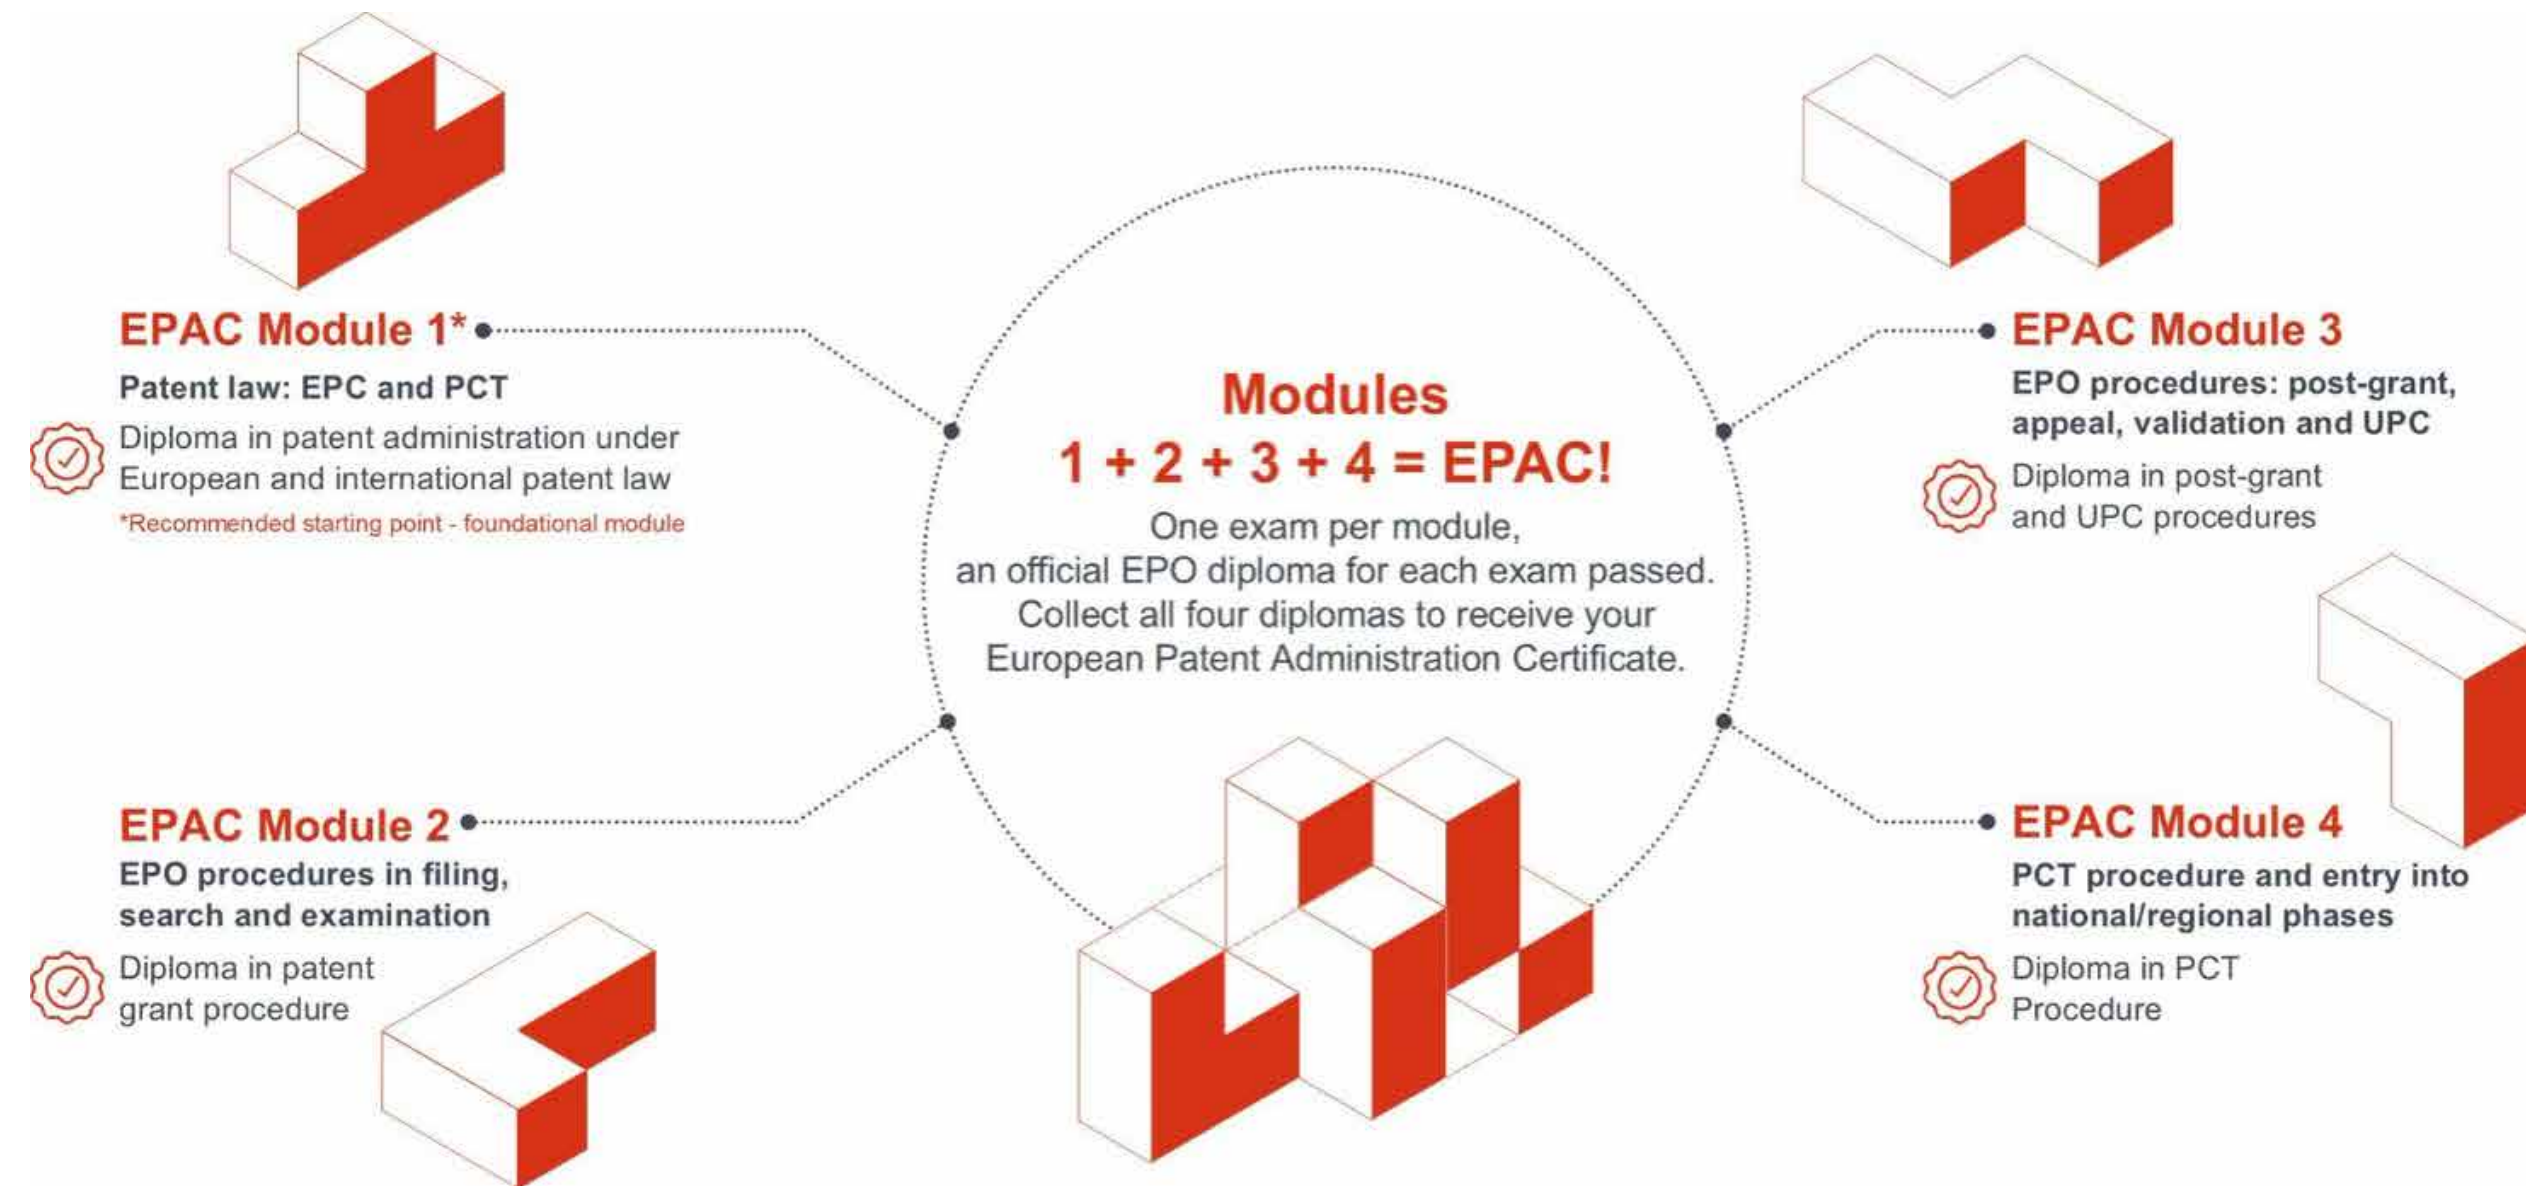 EPAC Module 1*
Patent law: EPC and PCT
Diploma in patent administration under
European and international patent law
*Recommended starting point - foundational module
EPAC Module 2
EPO procedures in filing,
search and examination
Diploma in patent
grant procedure
Modules
1 + 2 + 3 + 4 = EPAC!
One exam per module,
an official EPO diploma for each exam passed.
Collect all four diplomas to receive your
European Patent Administration Certificate.
EPAC Module 3
EPO procedures: post-grant,
appeal, validation and UPC
Diploma in post-grant
and UPC procedures
EPAC Module 4
PCT procedure and entry into
national/regional phases
Diploma in PCT
Procedure